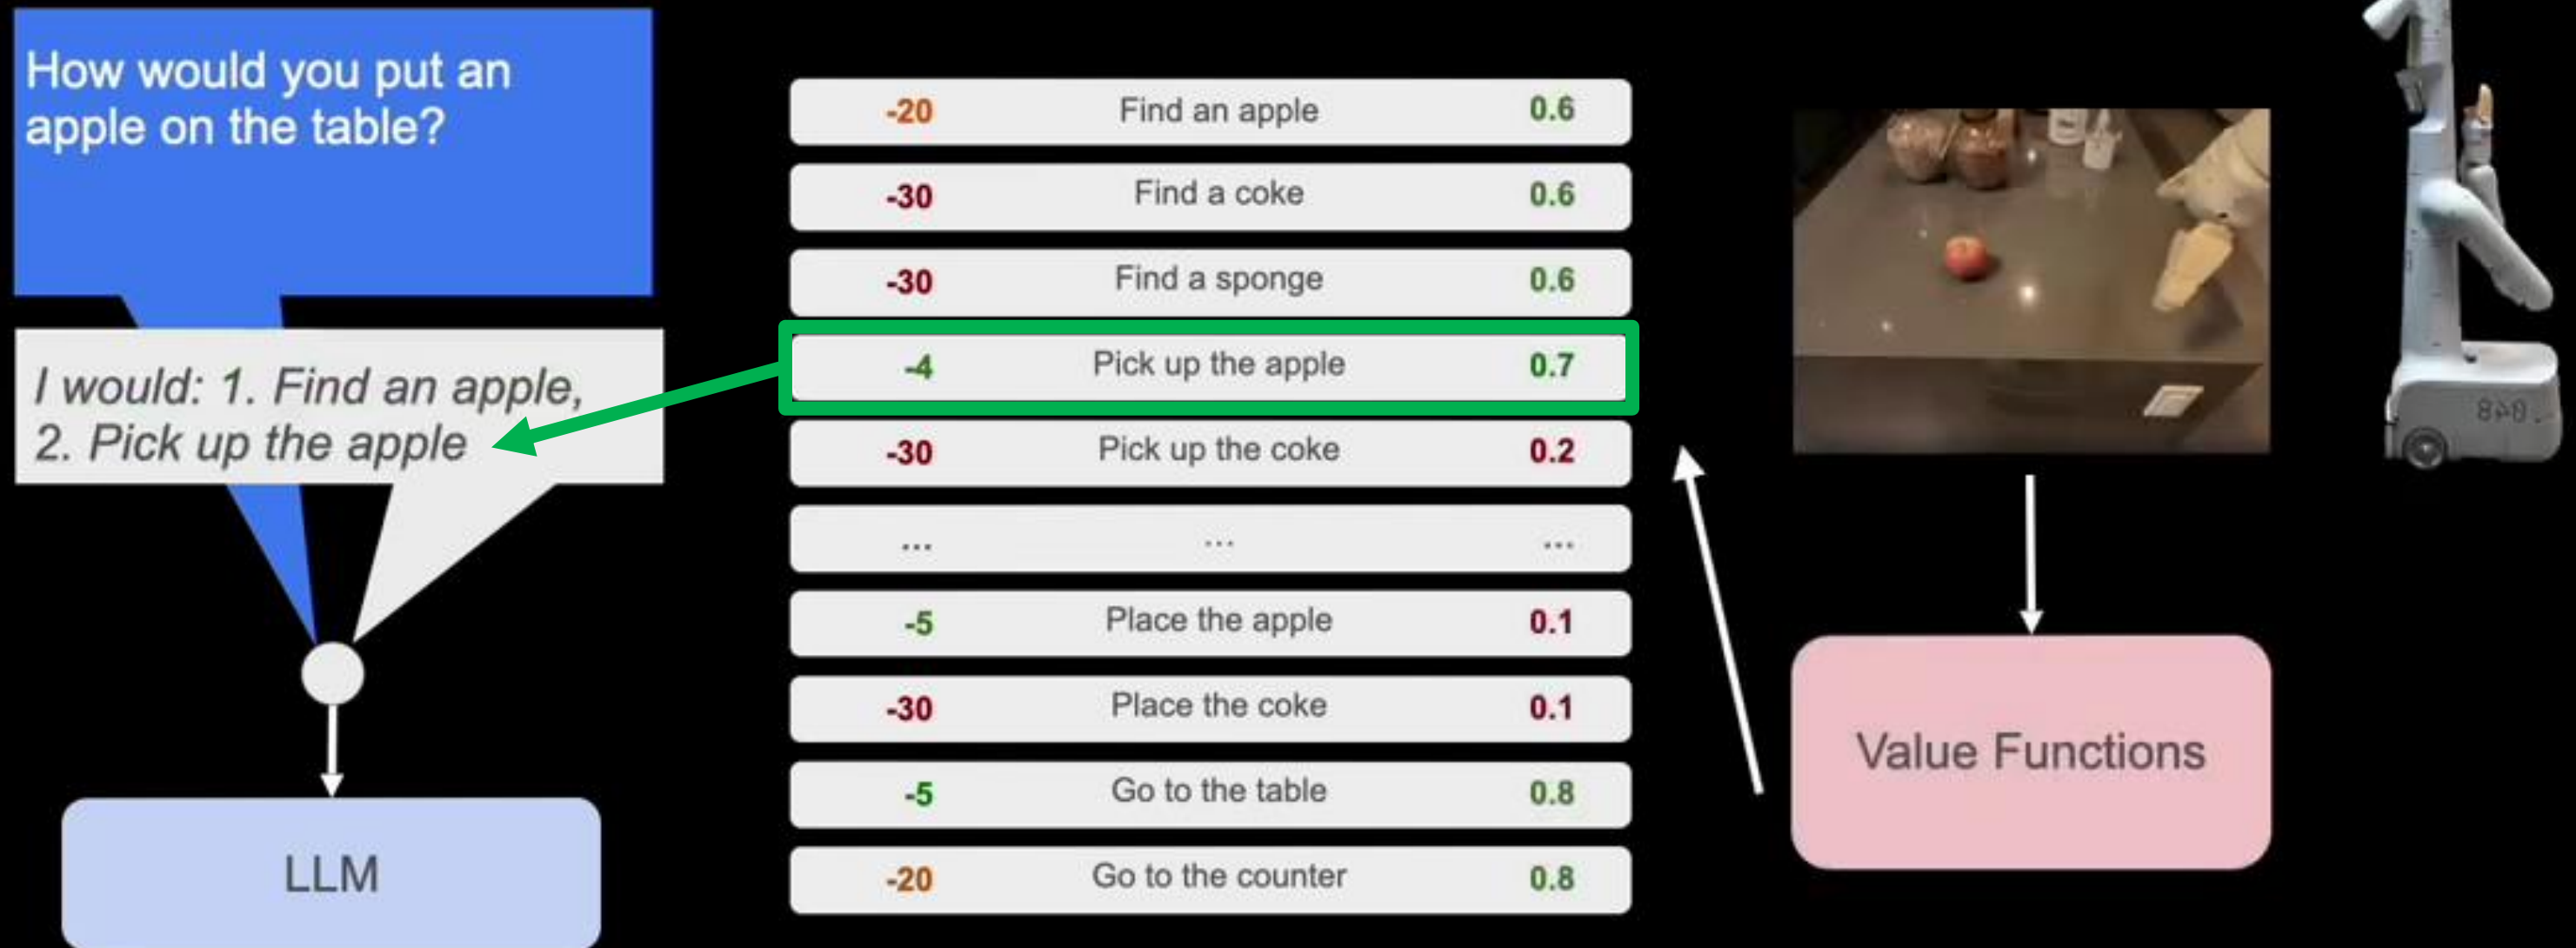 How would you put an
apple on the table?
I would: 1. Find an apple,
2. Pick up the apple
LLM
-20 Find an apple 0.6
-30 Find a coke 0.6
-30 Find a sponge 0.6
-4 Pick up the apple 0.7
-30 Pick up the coke 0.2
... ... ...
-5 Place the apple 0.1
-30 Place the coke 0.1
-5 Go to the table 0.8
-20 Go to the counter 0.8
Value Functions